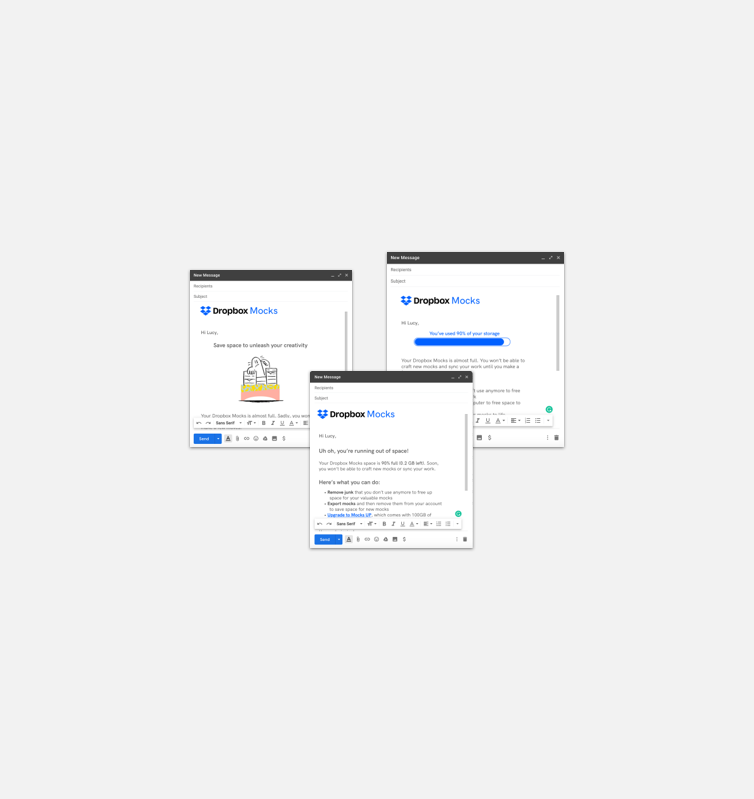 New Message
Recipients
Subject
Dropbox Mocks
Hi Lucy,
Save space to unleash your creativity
Your Dropbox Mocks is almost full. Sadly, you won
Sans Serif
Send
New Message
Recipients
Subject
Dropbox Mocks
Hi Lucy,
You've used 90% of your storage
Your Dropbox Mocks is almost full. You won't be able to
craft new mocks and sync your work until you make a
use anymore to free
puter to free space to
New Message
Recipients
Subject
Dropbox Mocks
Hi Lucy,
Uh oh, you're running out of space!
Your Dropbox Mocks space is 90% full (0.2 GB left). Soon,
you won't be able to craft new mocks or sync your work.
Here's what you can do:
• Remove junk that you don't use anymore to free up
space for your valuable mocks
• Export mocks and then remove them from your account
to save space for new mocks
• Upgrade to Mocks UP, which comes with 100GB of
Sans Serif
Send